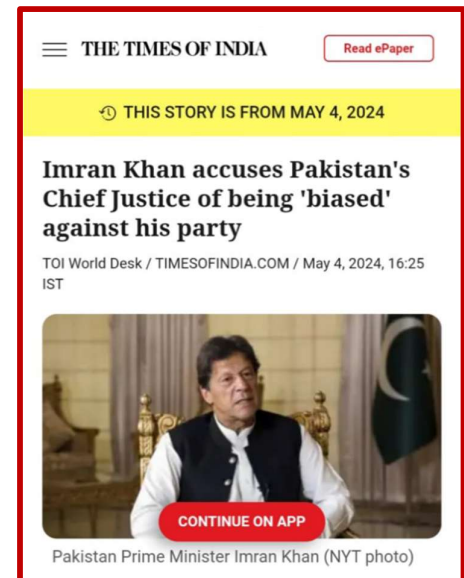 THE TIMES OF INDIA
Read ePaper
THIS STORY IS FROM MAY 4, 2024
Imran Khan accuses Pakistan's
Chief Justice of being 'biased'
against his party
TOI World Desk / TIMESOFINDIA.COM / May 4, 2024, 16:25
IST
CONTINUE ON APP
Pakistan Prime Minister Imran Khan (NYT photo)